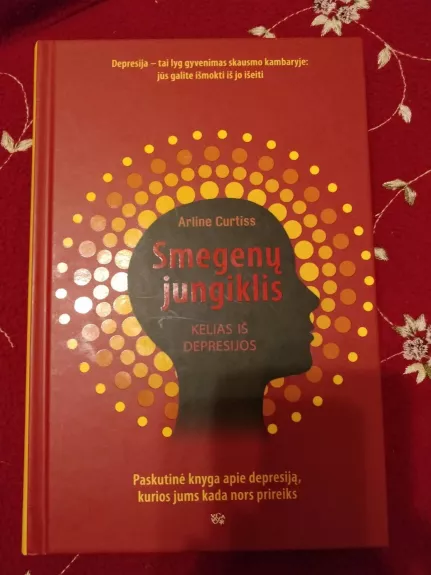 Depresija – tai lyg gyvenimas skausmo kambaryje:
jūs galite išmokti iš jo išeiti
Arline Curtiss
Smegenų
jungiklis
KELIAS IŠ
DEPRESIJOS
Paskutinė knyga apie depresiją,
kurios jums kada nors prireiks